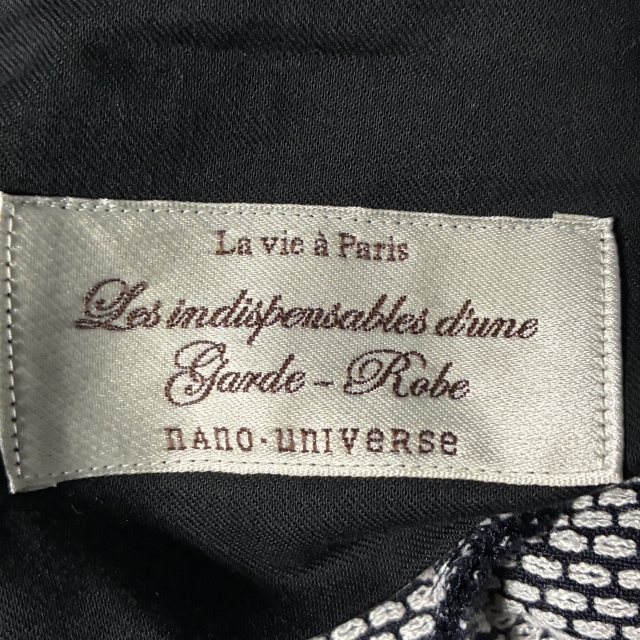 La vie à Paris
Les indispensables d'une
Garde - Robe
nAno·universe